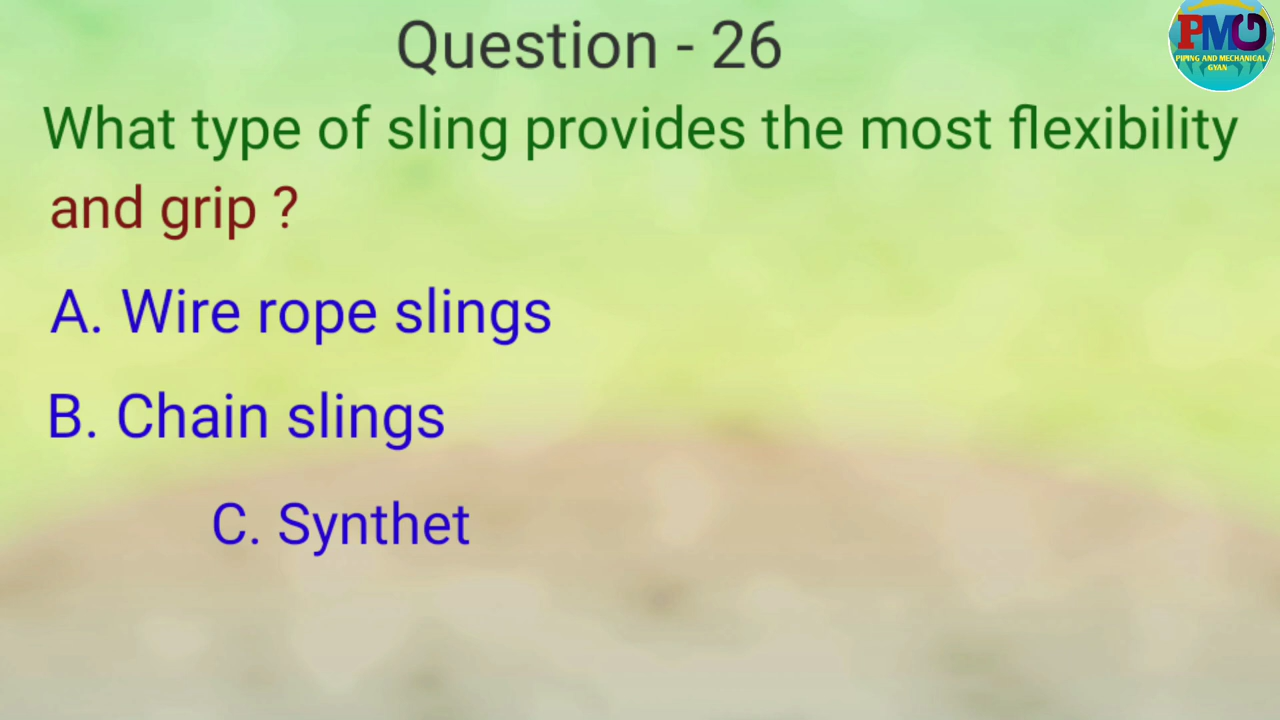 Question - 26
PMG
PIPING AND MECHANICAL
GYAN
What type of sling provides the most flexibility
and grip ?
A. Wire rope slings
B. Chain slings
C. Synthet